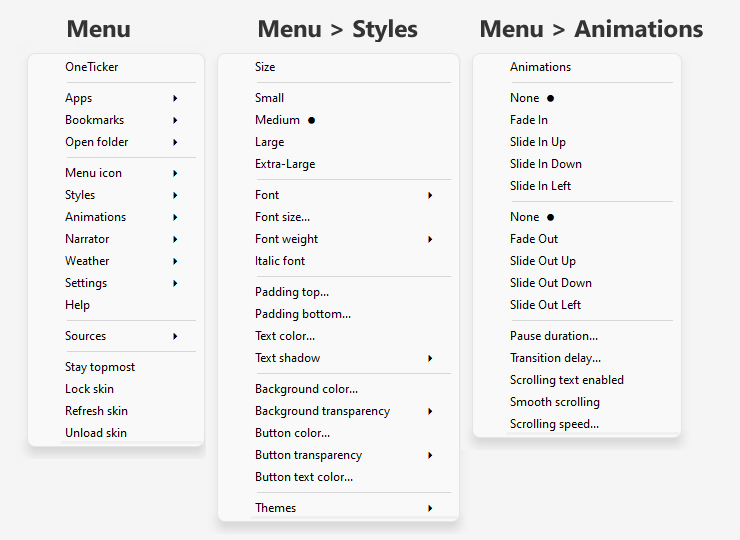 Menu
OneTicker
Apps
Bookmarks
Open folder
Menu icon
Styles
Animations
Narrator
Weather
Settings
Help
Sources
Stay topmost
Lock skin
Refresh skin
Unload skin
Menu > Styles
Size
Small
Medium ●
Large
Extra-Large
Font
Font size...
Font weight
Italic font
Padding top...
Padding bottom...
Text color...
Text shadow
Background color...
Background transparency
Button color...
Button transparency
Button text color...
Themes
Menu > Animations
Animations
None ●
Fade In
Slide In Up
Slide In Down
Slide In Left
None ●
Fade Out
Slide Out Up
Slide Out Down
Slide Out Left
Pause duration...
Transition delay...
Scrolling text enabled
Smooth scrolling
Scrolling speed...